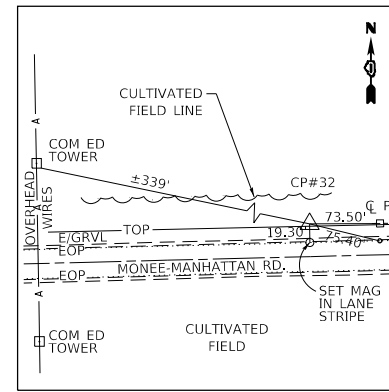 N
CULTIVATED
FIELD LINE
COM ED
TOWER
A
±339'
CP#32
73.50'
℄ P
OVERHEAD
WIRES
A
TOP
19.30
75.40'
E/GRVL
EOP
MONEE-MANHATTAN RD.
EOP
A
SET MAG
IN LANE
STRIPE
COM ED
TOWER
CULTIVATED
FIELD